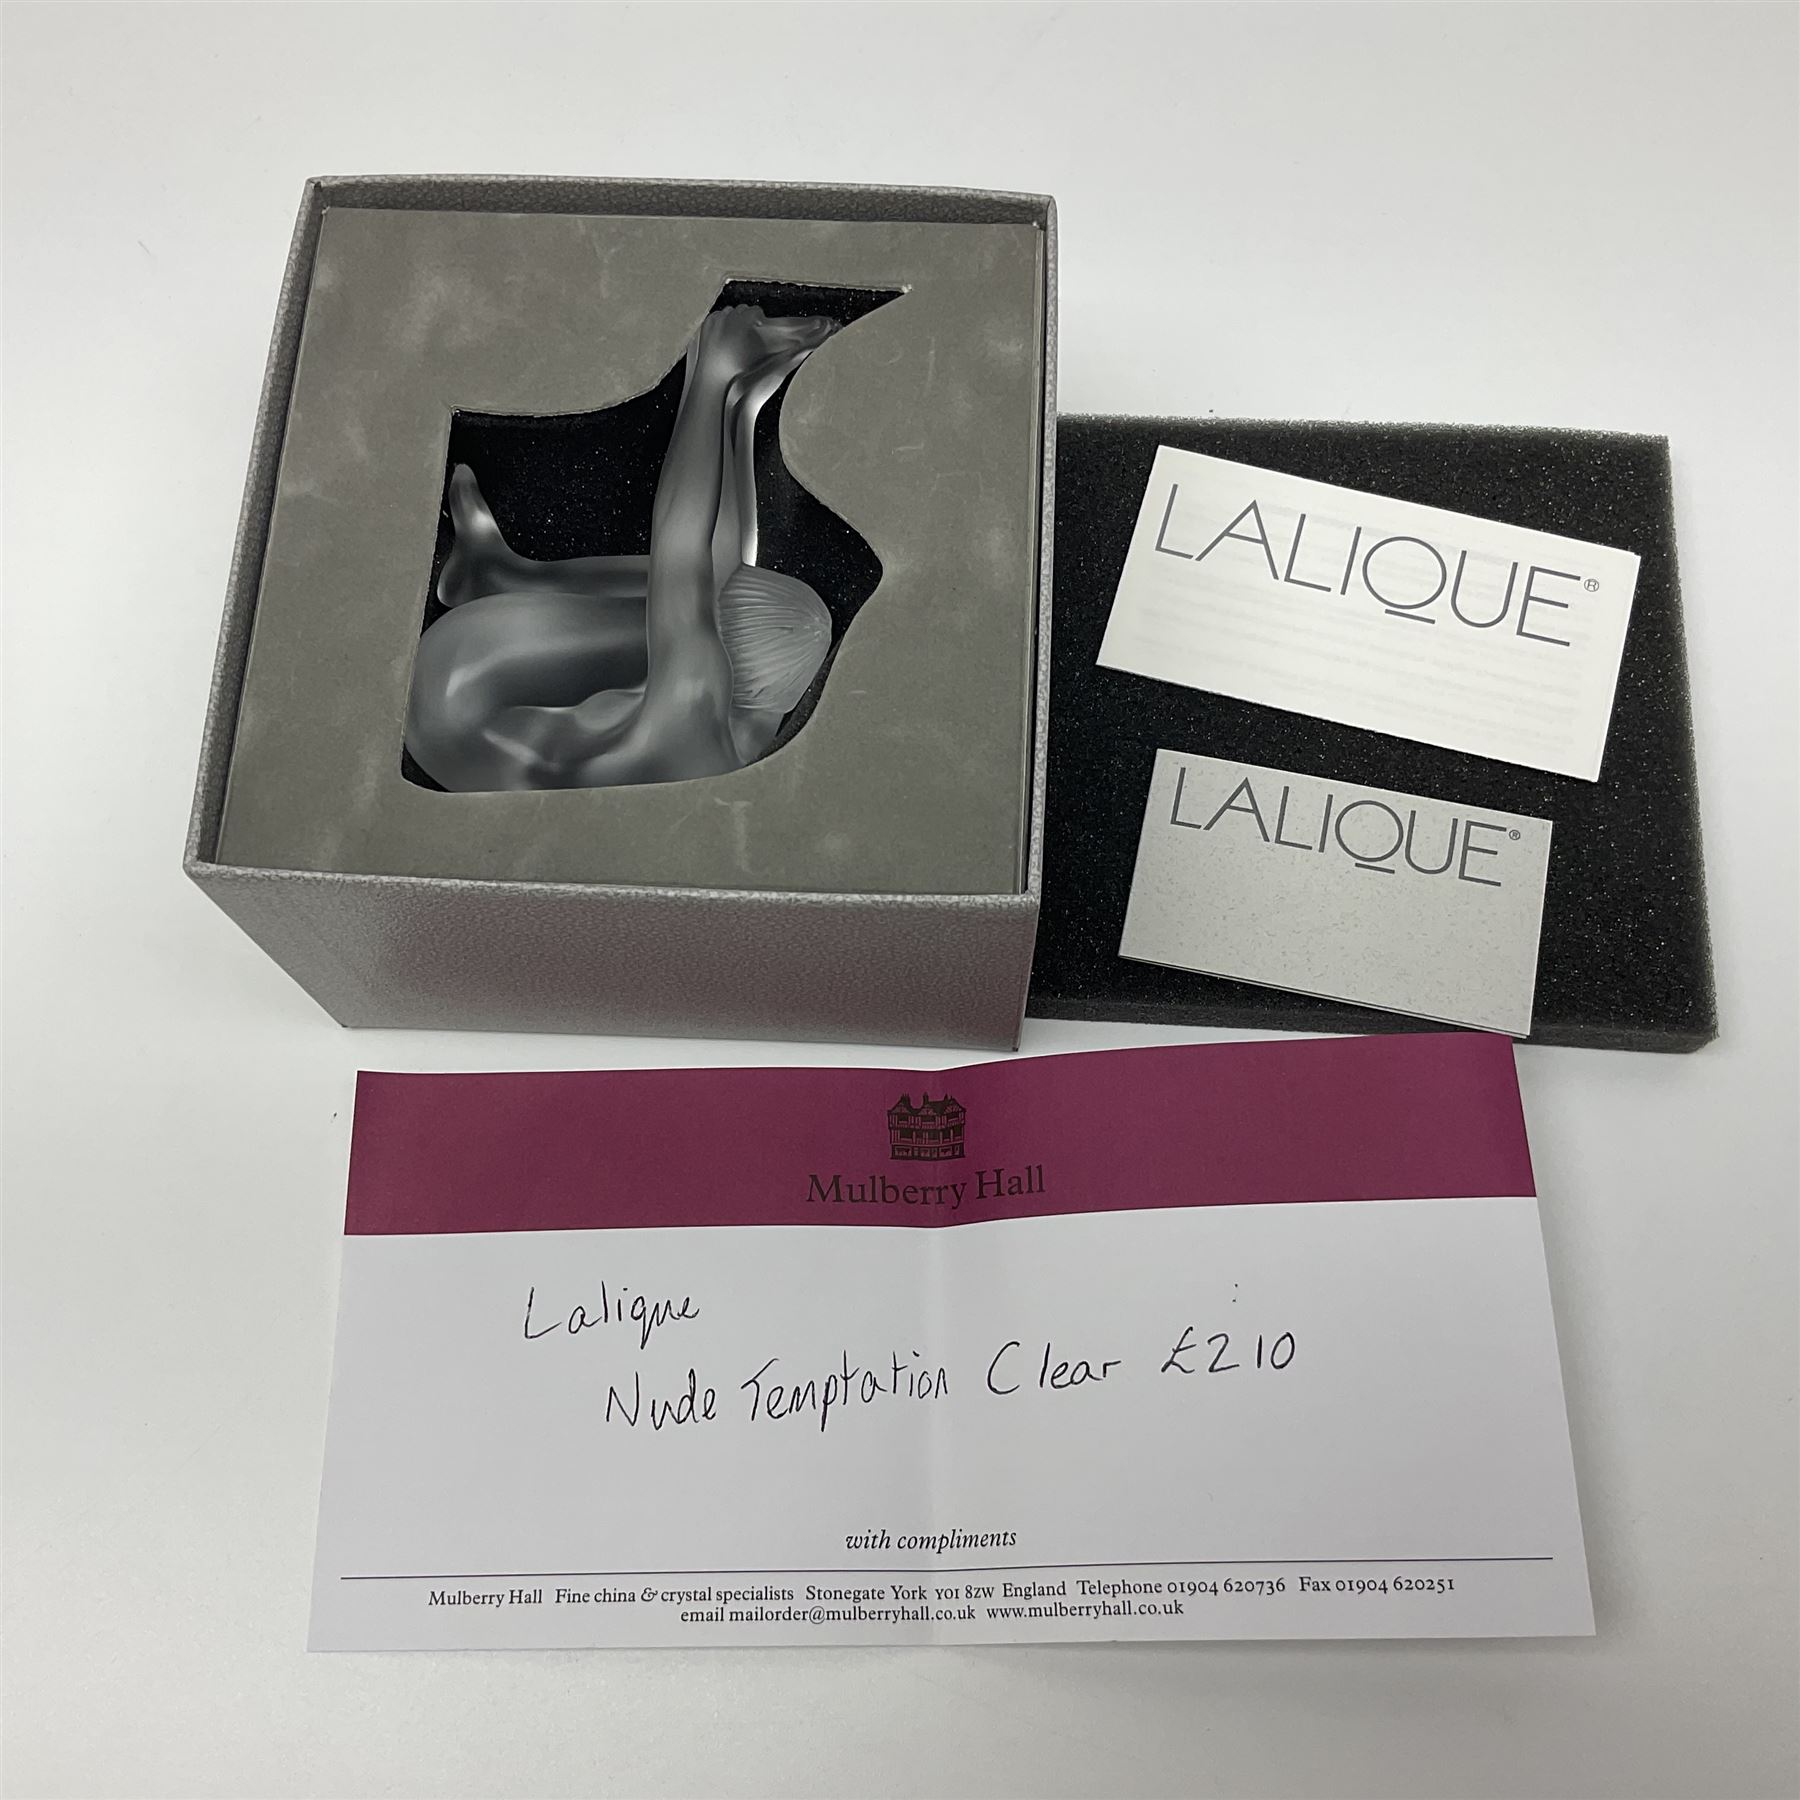 LALIQUE®
LALIQUE®
Mulberry Hall
Lalique
Nude Temptation Clear £210
with compliments
Mulberry Hall Fine china & crystal specialists Stonegate York YO1 8ZW England Telephone 01904 620736 Fax 01904 620251
email mailorder@mulberryhall.co.uk www.mulberryhall.co.uk